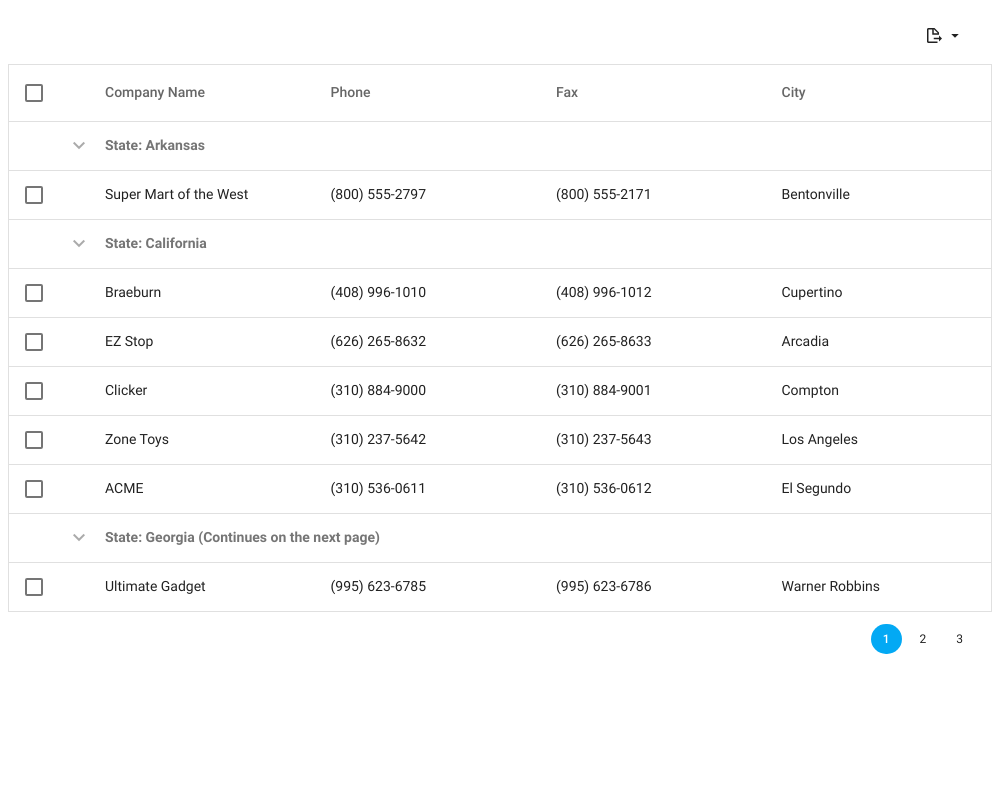 Company Name Phone Fax City
State: Arkansas
Super Mart of the West (800) 555-2797 (800) 555-2171 Bentonville
State: California
Braeburn (408) 996-1010 (408) 996-1012 Cupertino
EZ Stop (626) 265-8632 (626) 265-8633 Arcadia
Clicker (310) 884-9000 (310) 884-9001 Compton
Zone Toys (310) 237-5642 (310) 237-5643 Los Angeles
ACME (310) 536-0611 (310) 536-0612 El Segundo
State: Georgia (Continues on the next page)
Ultimate Gadget (995) 623-6785 (995) 623-6786 Warner Robbins
1 2 3